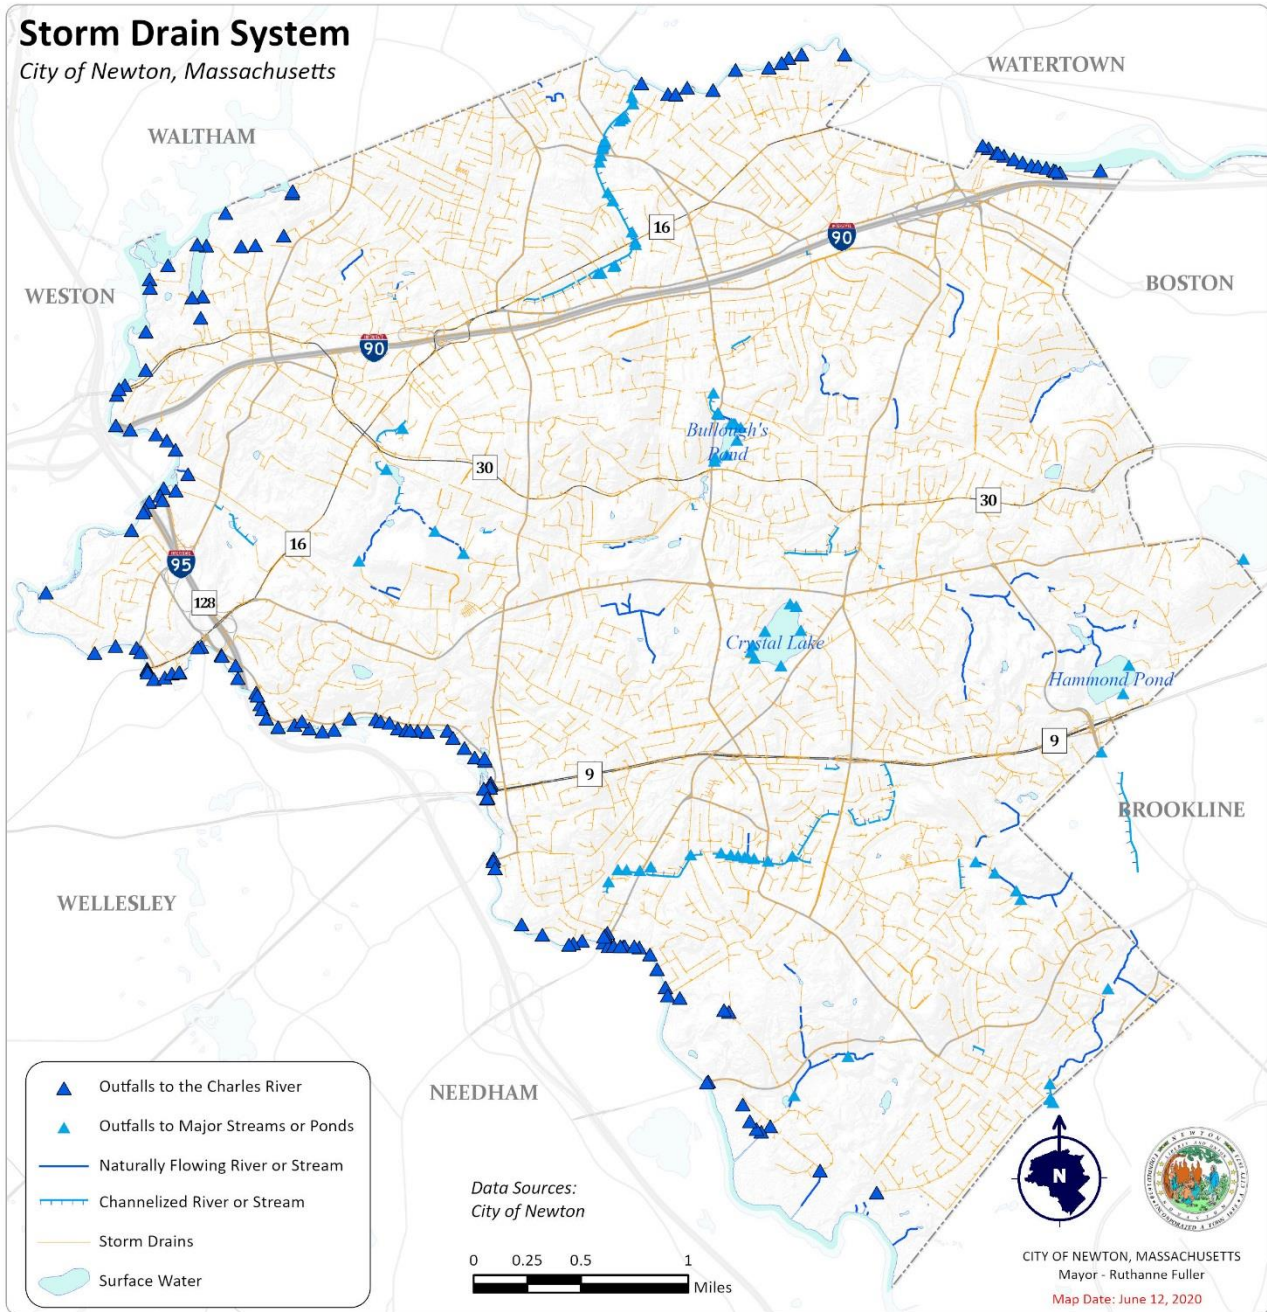 Storm Drain System
City of Newton, Massachusetts
WATERTOWN
WALTHAM
16
90
WESTON
BOSTON
90
Bullough's
Pond
30
30
16
95
128
Crystal Lake
Hammond Pond
9
9
BROOKLINE
WELLESLEY
NEEDHAM
Outfalls to the Charles River
Outfalls to Major Streams or Ponds
Naturally Flowing River or Stream
Channelized River or Stream
Storm Drains
Surface Water
Data Sources:
City of Newton
0 0.25 0.5 1
Miles
N
CITY OF NEWTON, MASSACHUSETTS
Mayor - Ruthanne Fuller
Map Date: June 12, 2020